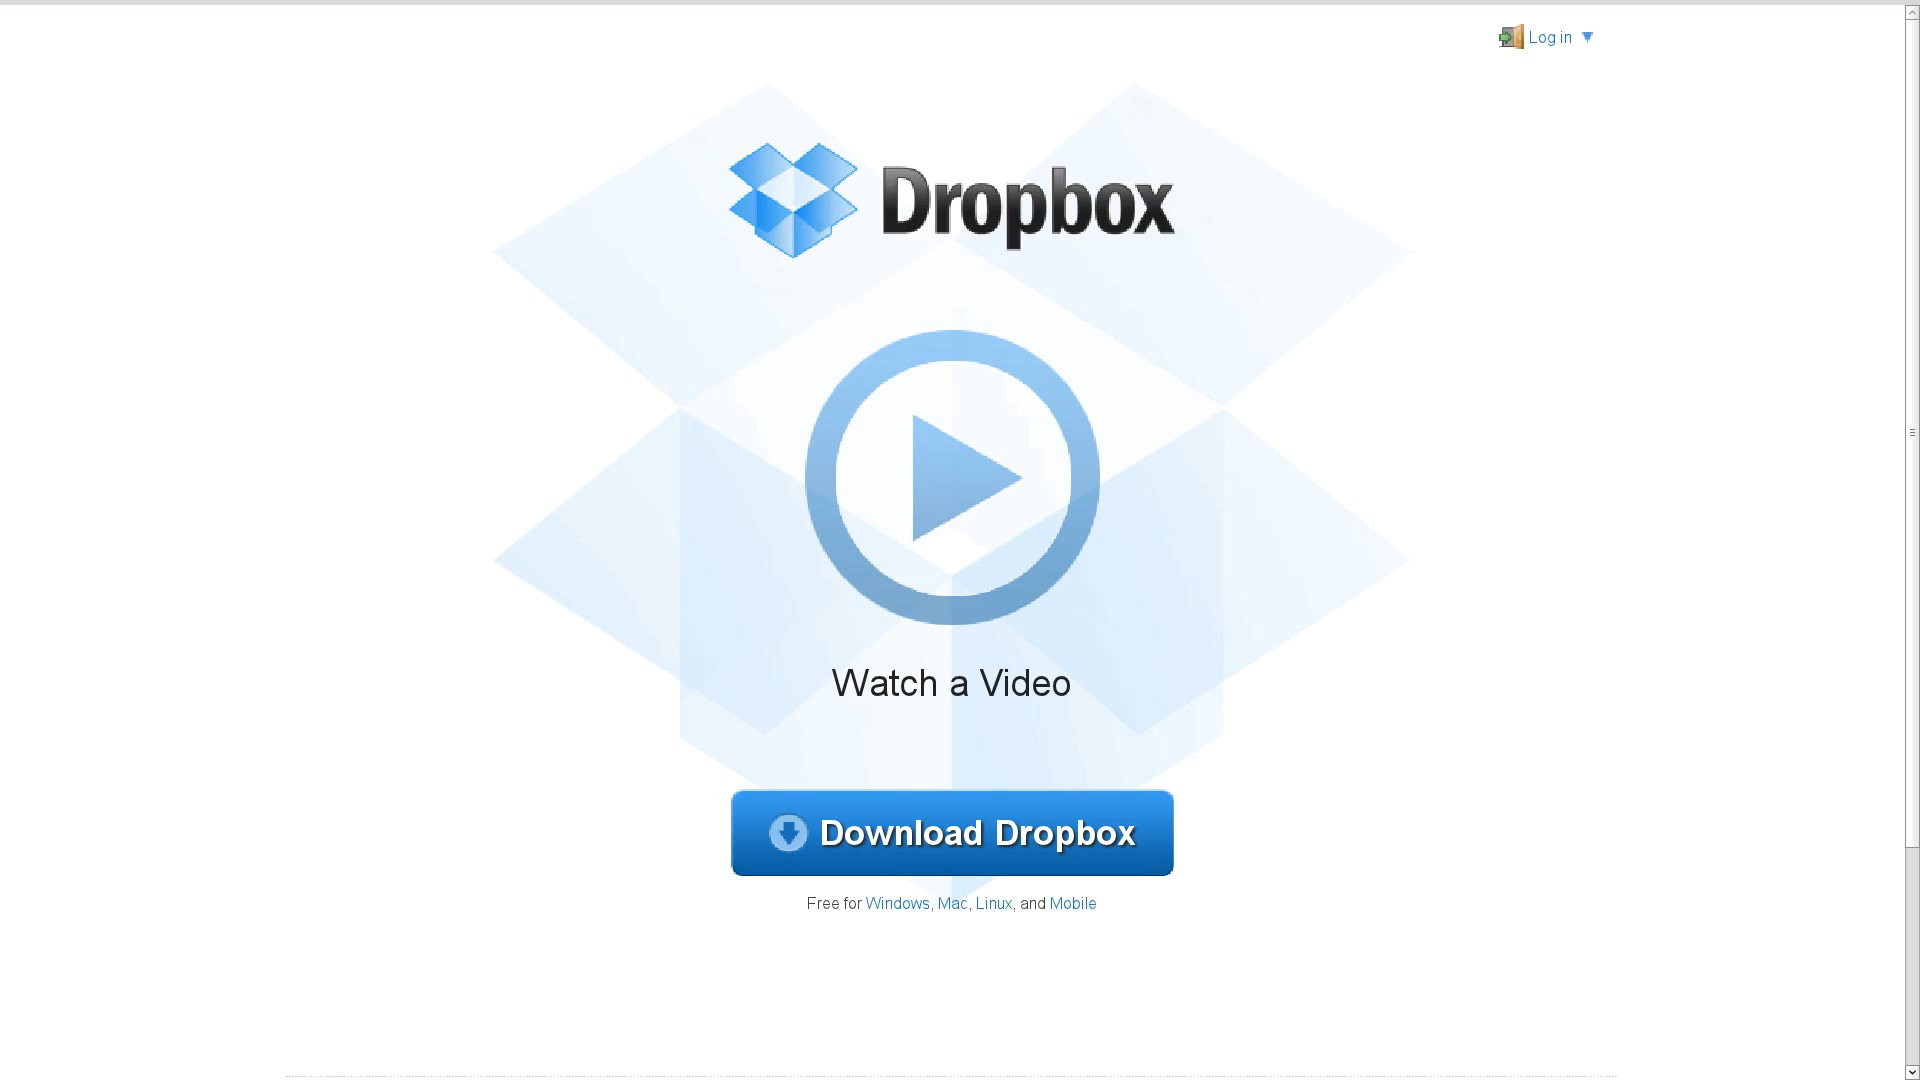 Log in
Dropbox
Watch a Video
Download Dropbox
Free for Windows, Mac, Linux, and Mobile